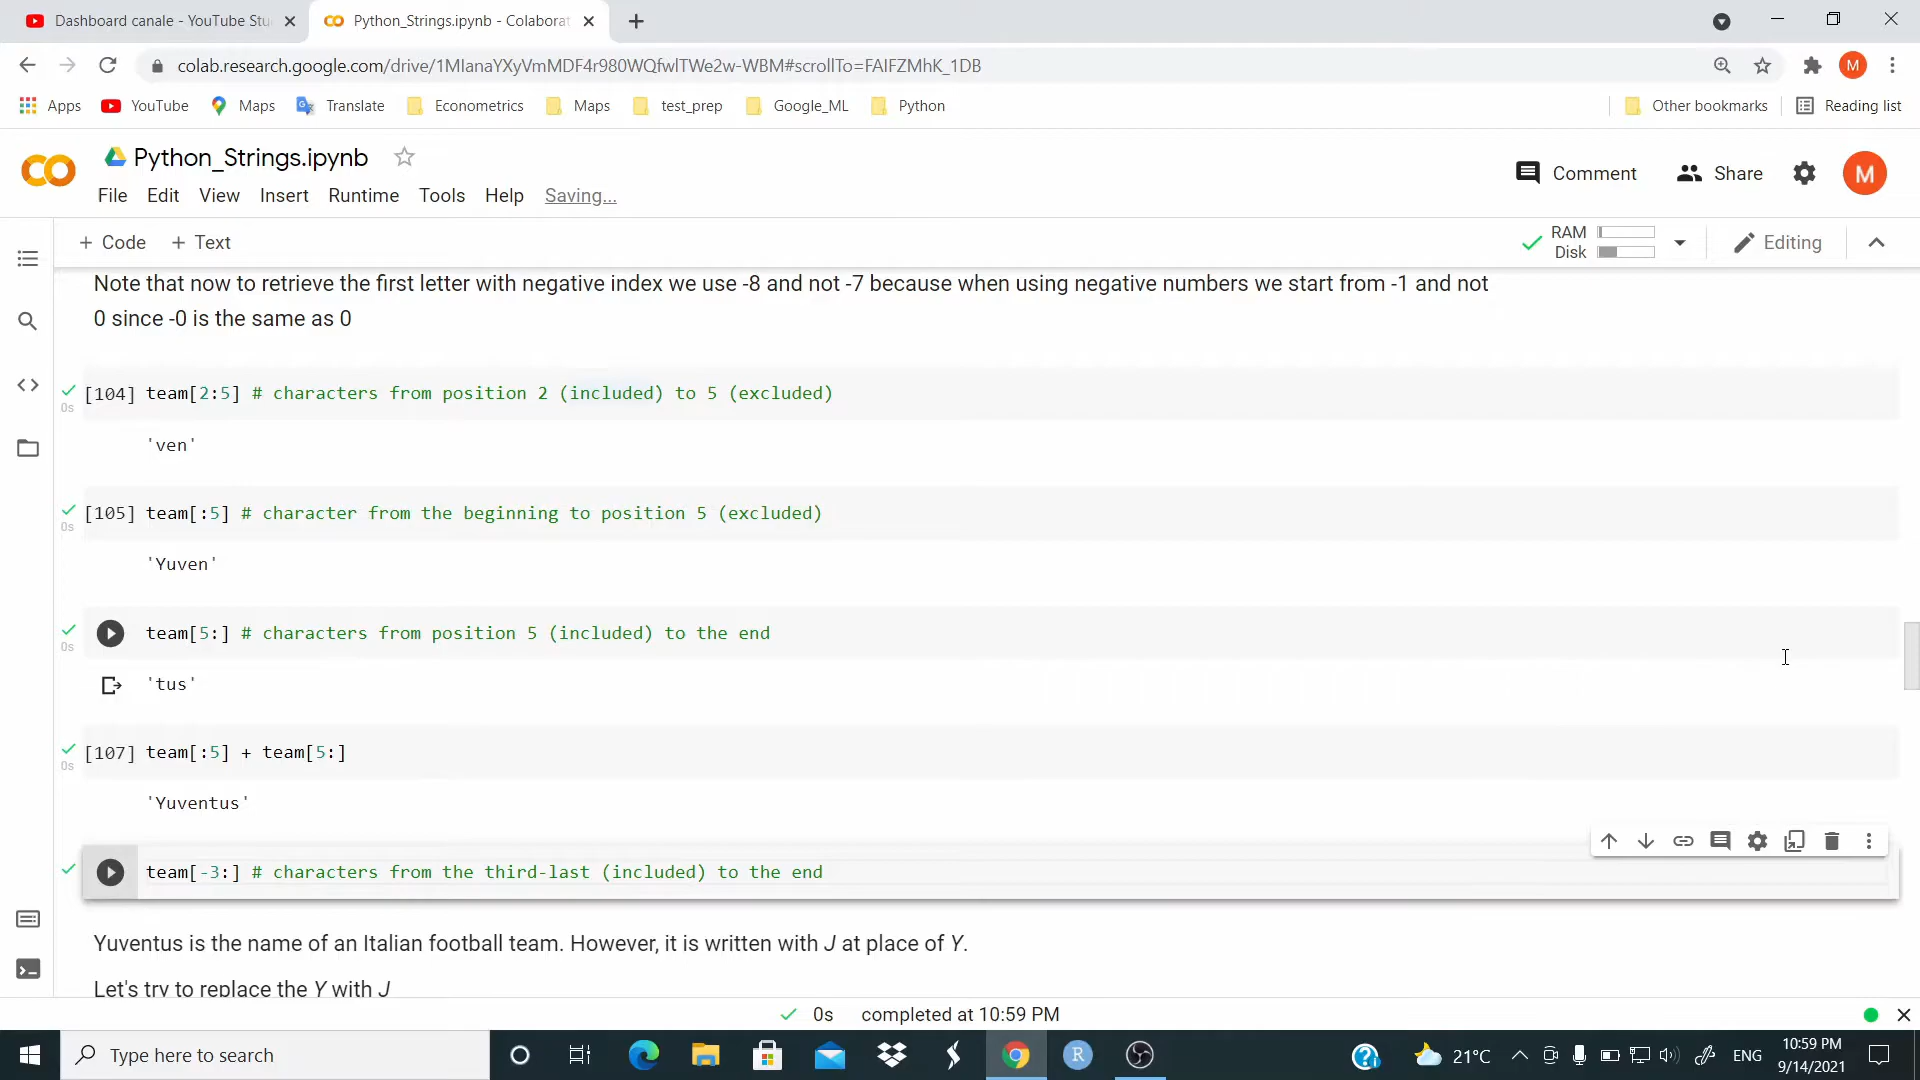 Dashboard canale - YouTube Stu
Python_Strings.ipynb - Colaborat
colab.research.google.com/drive/1MIanaYXyVmMDF4r980WQfwlTWe2w-WBM#scrollTo=FAIFZMhK_1DB
M
Apps
YouTube
Maps
Translate
Econometrics
Maps
test_prep
Google_ML
Python
Other bookmarks
Reading list
Python_Strings.ipynb
File Edit View Insert Runtime Tools Help Saving...
Comment
Share
M
+ Code + Text
RAM
Disk
Editing
Note that now to retrieve the first letter with negative index we use -8 and not -7 because when using negative numbers we start from -1 and not
0 since -0 is the same as 0
[104] team[2:5] # characters from position 2 (included) to 5 (excluded)
0s
'ven'
[105] team[:5] # character from the beginning to position 5 (excluded)
0s
'Yuven'
team[5:] # characters from position 5 (included) to the end
0s
'tus'
[107] team[:5] + team[5:]
0s
'Yuventus'
team[-3:] # characters from the third-last (included) to the end
Yuventus is the name of an Italian football team. However, it is written with J at place of Y.
Let's try to replace the Y with J
0s completed at 10:59 PM
Type here to search
R
21°C
ENG
10:59 PM
9/14/2021